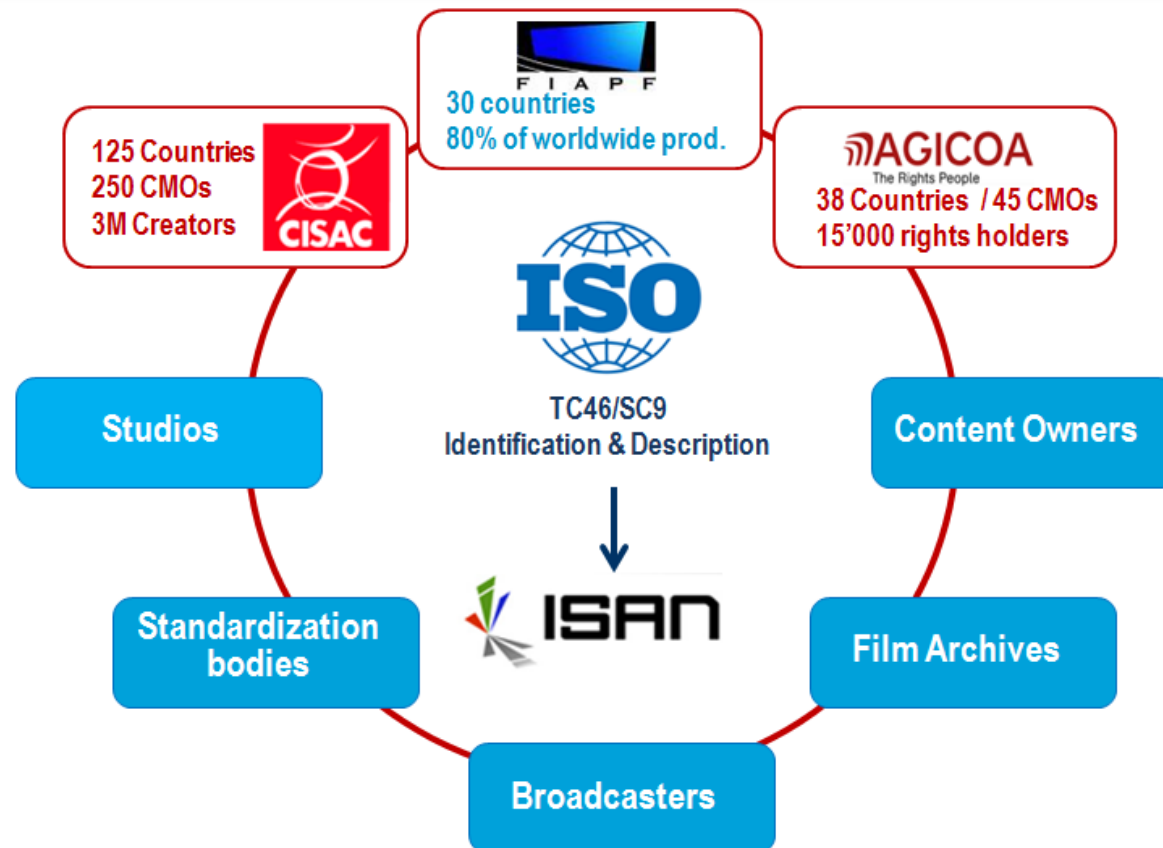 FIAPF
30 countries
80% of worldwide prod.
125 Countries
250 CMOs
3M Creators
CISAC
AGICOA
The Rights People
38 Countries / 45 CMOs
15'000 rights holders
ISO
TC46/SC9
Identification & Description
Studios
Content Owners
ISAN
Standardization
bodies
Film Archives
Broadcasters